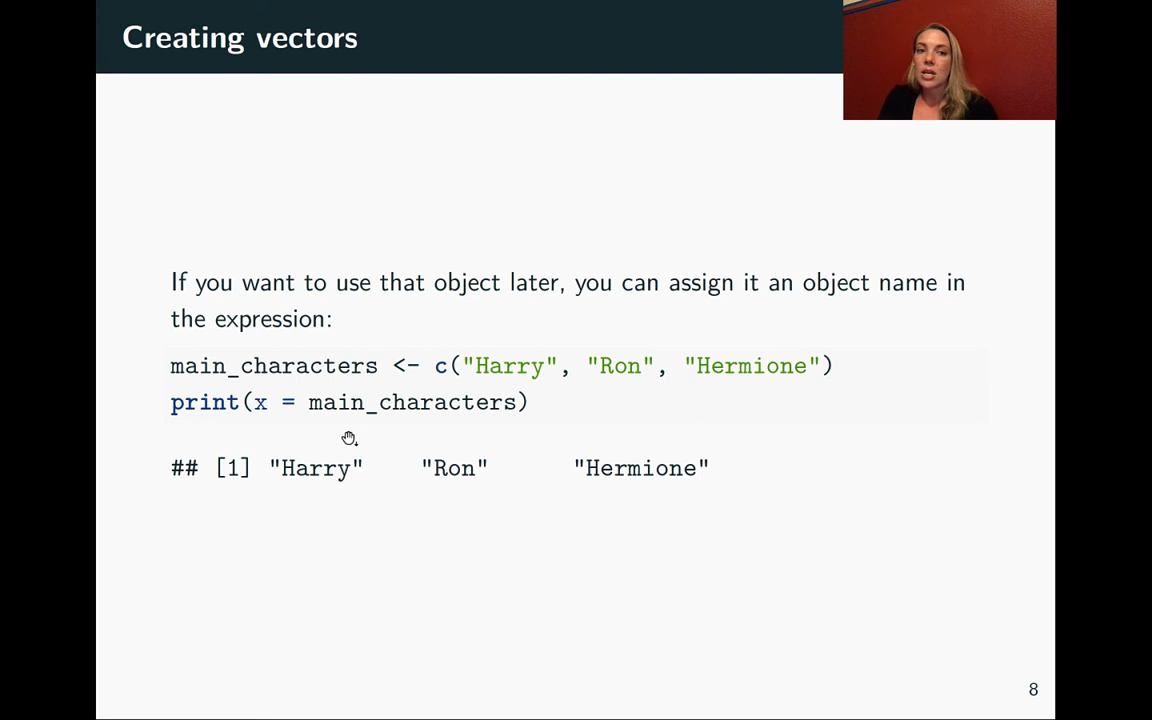 Creating vectors
If you want to use that object later, you can assign it an object name in
the expression:
main_characters <- c("Harry", "Ron", "Hermione")
print(x = main_characters)
## [1] "Harry"    "Ron"      "Hermione"
8